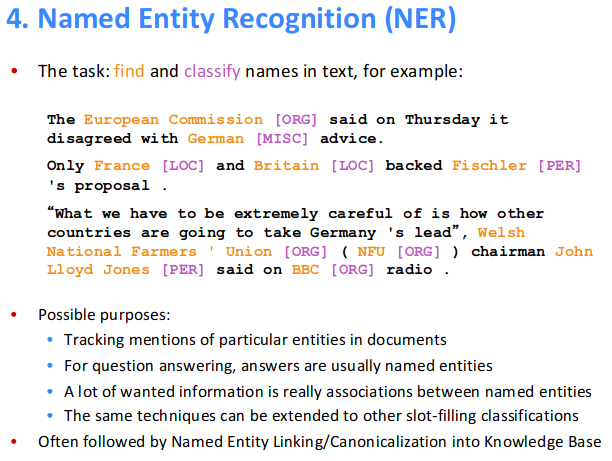 4. Named Entity Recognition (NER)
• The task: find and classify names in text, for example:
The European Commission [ORG] said on Thursday it
disagreed with German [MISC] advice.
Only France [LOC] and Britain [LOC] backed Fischler [PER]
's proposal .
“What we have to be extremely careful of is how other
countries are going to take Germany 's lead”, Welsh
National Farmers ' Union [ORG] ( NFU [ORG] ) chairman John
Lloyd Jones [PER] said on BBC [ORG] radio .
• Possible purposes:
• Tracking mentions of particular entities in documents
• For question answering, answers are usually named entities
• A lot of wanted information is really associations between named entities
• The same techniques can be extended to other slot-filling classifications
• Often followed by Named Entity Linking/Canonicalization into Knowledge Base